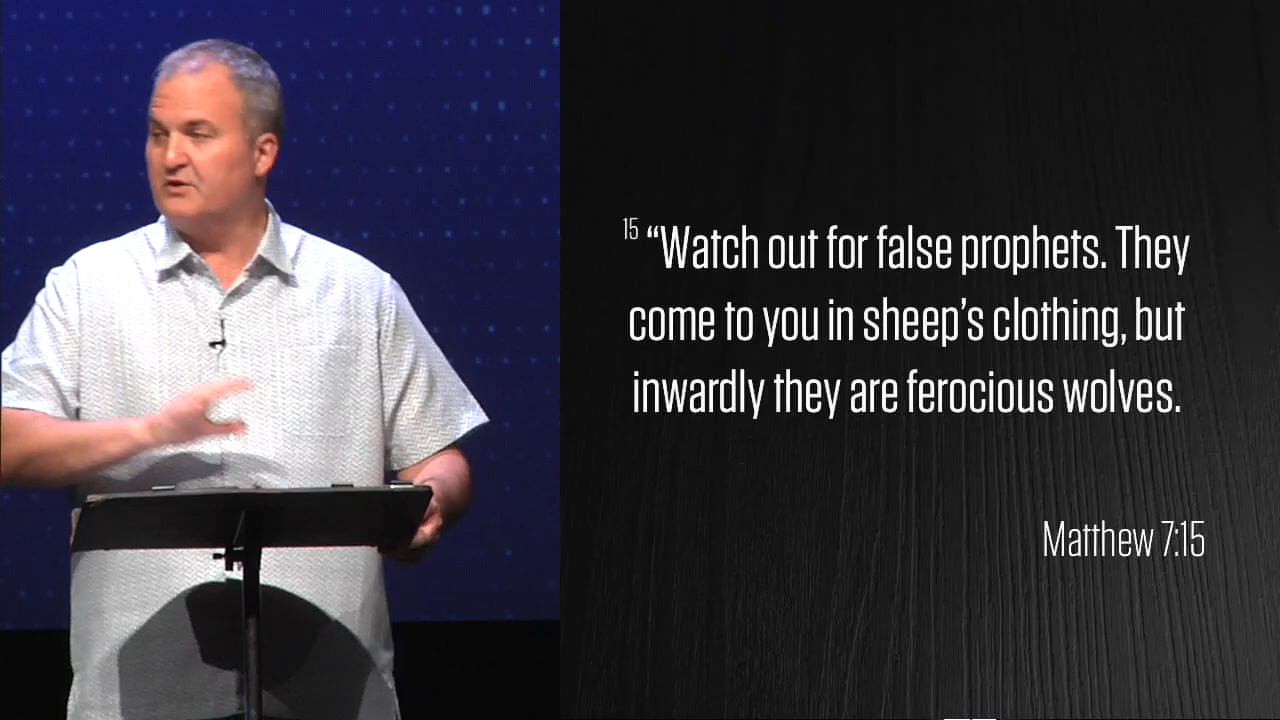 15 “Watch out for false prophets. They
come to you in sheep’s clothing, but
inwardly they are ferocious wolves.
Matthew 7:15